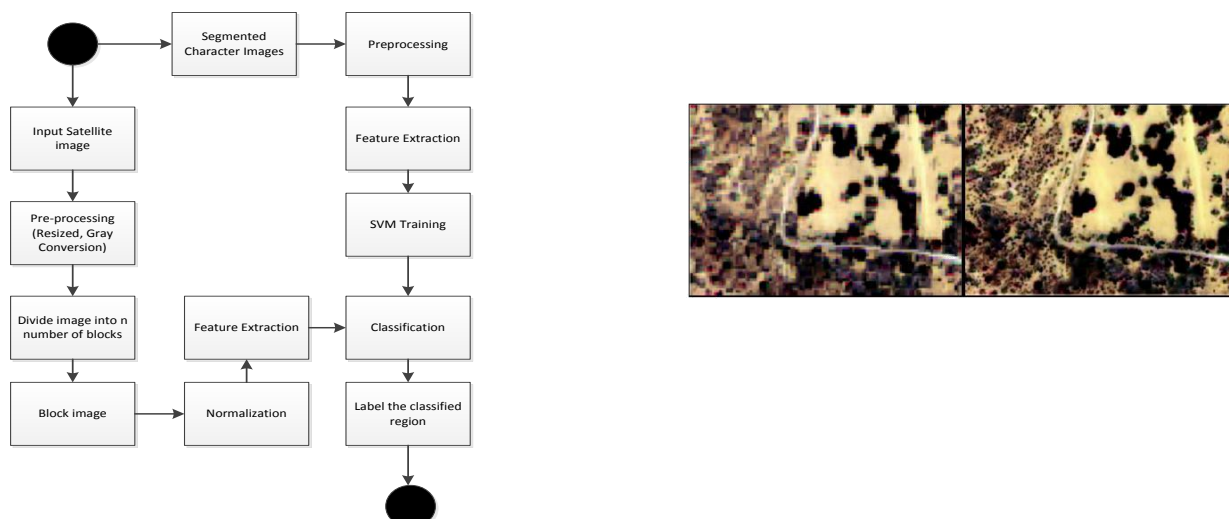 Segmented
Character Images
Preprocessing
Input Satellite
image
Feature Extraction
Pre-processing
(Resized, Gray
Conversion)
SVM Training
Divide image into n
number of blocks
Feature Extraction
Classification
Block image
Normalization
Label the classified
region